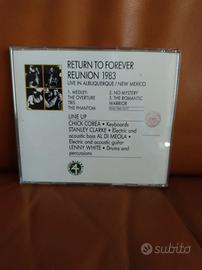 RETURN TO FOREVER
REUNION 1983
LIVE IN ALBUQUERQUE / NEW MEXICO
1. MEDLEY:
THE OVERTURE
TRIS
THE PHANTOM
2. NO MYSTERY
3. THE ROMANTIC
WARRIOR
LINE UP
CHICK COREA • Keyboards
STANLEY CLARKE • Electric and
acoustic bass AL DI MEOLA • Electric
and acoustic guitar
LENNY WHITE • Drums and
percussions
subito